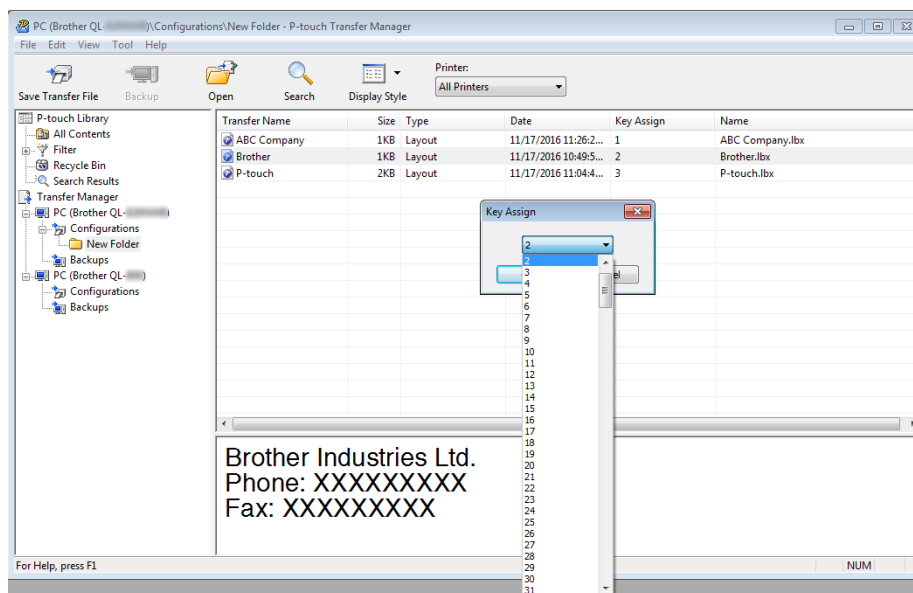 PC (Brother QL- )\Configurations\New Folder - P-touch Transfer Manager
File Edit View Tool Help
Save Transfer File Backup Open Search Display Style Printer:
All Printers
P-touch Library
All Contents
Filter
Recycle Bin
Search Results
Transfer Manager
PC (Brother QL- )
Configurations
New Folder
Backups
PC (Brother QL- )
Configurations
Backups
Transfer Name Size Type Date Key Assign Name
ABC Company 1KB Layout 11/17/2016 11:26:2... 1 ABC Company.lbx
Brother 1KB Layout 11/17/2016 10:49:5... 2 Brother.lbx
P-touch 2KB Layout 11/17/2016 11:04:4... 3 P-touch.lbx
Key Assign
2
2
3
4
5
6
7
8
9
10
11
12
13
14
15
16
17
18
19
20
21
22
23
24
25
26
27
28
29
30
31
el
Brother Industries Ltd.
Phone: XXXXXXXXX
Fax: XXXXXXXXX
For Help, press F1
NUM